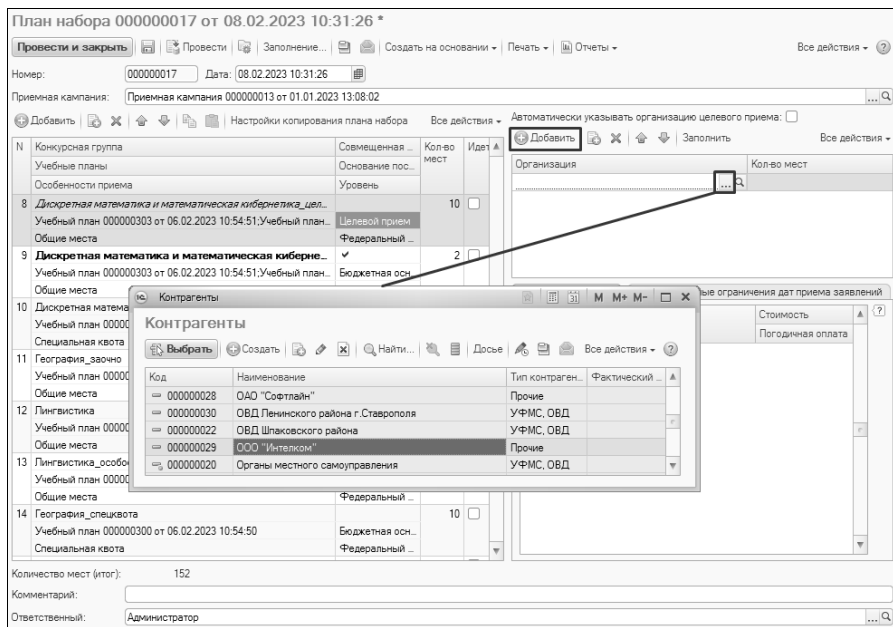 План набора 000000017 от 08.02.2023 10:31:26 *
Провести и закрыть Провести Заполнение... Создать на основании Печать Отчеты Все действия
Номер: 000000017 Дата: 08.02.2023 10:31:26
Приемная кампания: Приемная кампания 000000013 от 01.01.2023 13:08:02 ...
Добавить Настройки копирования плана набора Все действия
Автоматически указывать организацию целевого приема:
Добавить Заполнить Все действия
N Конкурсная группа Совмещенная ... Кол-во мест Идет
Учебные планы Основание пос...
Особенности приема Уровень
Организация Кол-во мест
...
8 Дискретная математика и математическая кибернетика_цел... 10
Учебный план 000000303 от 06.02.2023 10:54:51;Учебный план... Целевой прием
Общие места Федеральный ...
9 Дискретная математика и математическая киберне... 2
Учебный план 000000303 от 06.02.2023 10:54:51;Учебный план... Бюджетная осн...
Общие места
10 Дискретная матема
Учебный план 00000
Специальная квота
11 География_заочно
Учебный план 00000
Общие места
12 Лингвистика
Учебный план 00000
Общие места
13 Лингвистика_особо
Учебный план 00000
Общие места Федеральный ...
14 География_спецквота 10
Учебный план 000000300 от 06.02.2023 10:54:50 Бюджетная осн...
Специальная квота Федеральный ...
ые ограничения дат приема заявлений
Стоимость
Погодичная оплата
?
Контрагенты
M M+ M-
Контрагенты
Выбрать Создать Найти... Досье Все действия
Код Наименование Тип контраген... Фактический ...
000000028 ОАО "Софтлайн" Прочие
000000030 ОВД Ленинского района г.Ставрополя УФМС, ОВД
000000022 ОВД Шпаковского района УФМС, ОВД
000000029 ООО "Интелком" Прочие
000000020 Органы местного самоуправления УФМС, ОВД
Количество мест (итог): 152
Комментарий:
Ответственный: Администратор ...